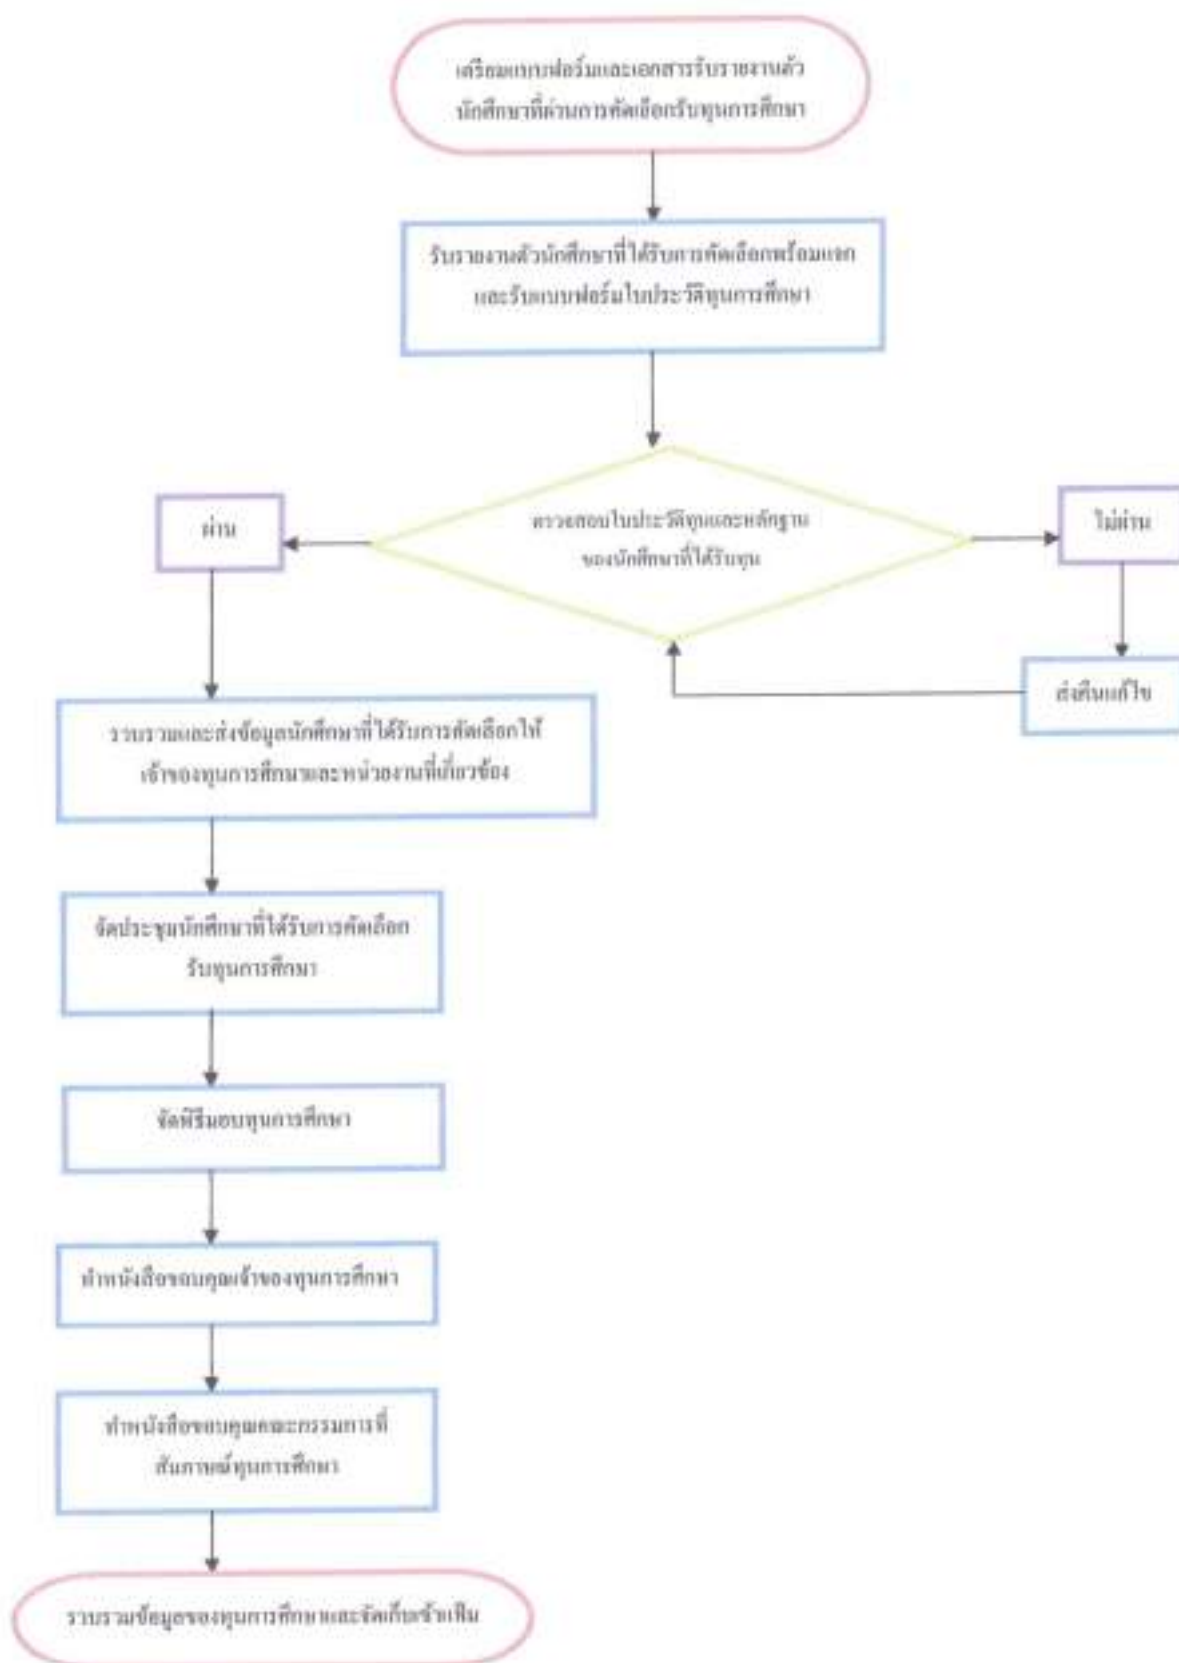 เตรียมแบบฟอร์มและเอกสารรับรายงานตัว
นักศึกษาที่ผ่านการคัดเลือกรับทุนการศึกษา
รับรายงานตัวนักศึกษาที่ได้รับการคัดเลือกพร้อมแจก
และรับแบบฟอร์มใบประวัติทุนการศึกษา
ตรวจสอบใบประวัติทุนและหลักฐาน
ของนักศึกษาที่ได้รับทุน
ผ่าน
ไม่ผ่าน
ส่งคืนแก้ไข
รวบรวมและส่งข้อมูลนักศึกษาที่ได้รับการคัดเลือกให้
เจ้าของทุนการศึกษาและหน่วยงานที่เกี่ยวข้อง
จัดประชุมนักศึกษาที่ได้รับการคัดเลือก
รับทุนการศึกษา
จัดพิธีมอบทุนการศึกษา
ทำหนังสือขอบคุณเจ้าของทุนการศึกษา
ทำหนังสือขอบคุณคณะกรรมการที่
สัมภาษณ์ทุนการศึกษา
รวบรวมข้อมูลของทุนการศึกษาและจัดเก็บเข้าแฟ้ม